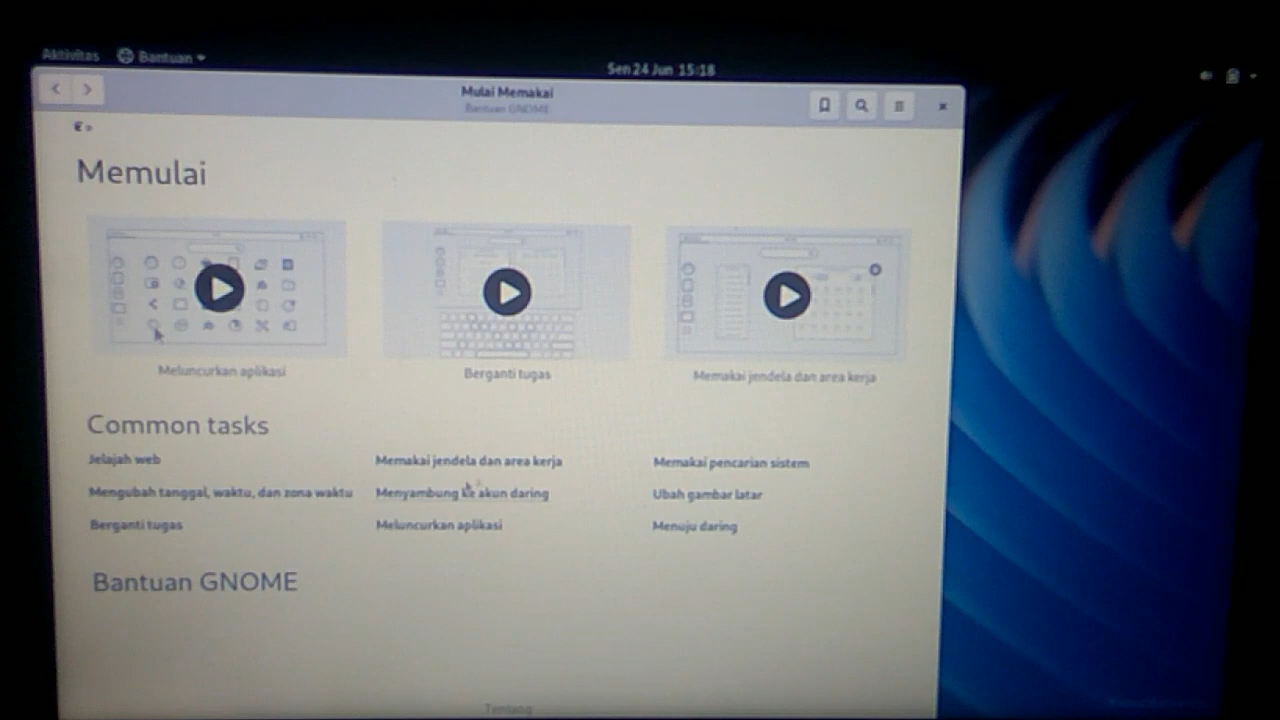 Aktivitas Bantuan Sen 24 Jun 15:18
Mulai Memakai
Bantuan GNOME
Memulai
Meluncurkan aplikasi Berganti tugas Memakai jendela dan area kerja
Common tasks
Jelajah web Memakai jendela dan area kerja Memakai pencarian sistem
Mengubah tanggal, waktu, dan zona waktu Menyambung ke akun daring Ubah gambar latar
Berganti tugas Meluncurkan aplikasi Menuju daring
Bantuan GNOME
Tentang